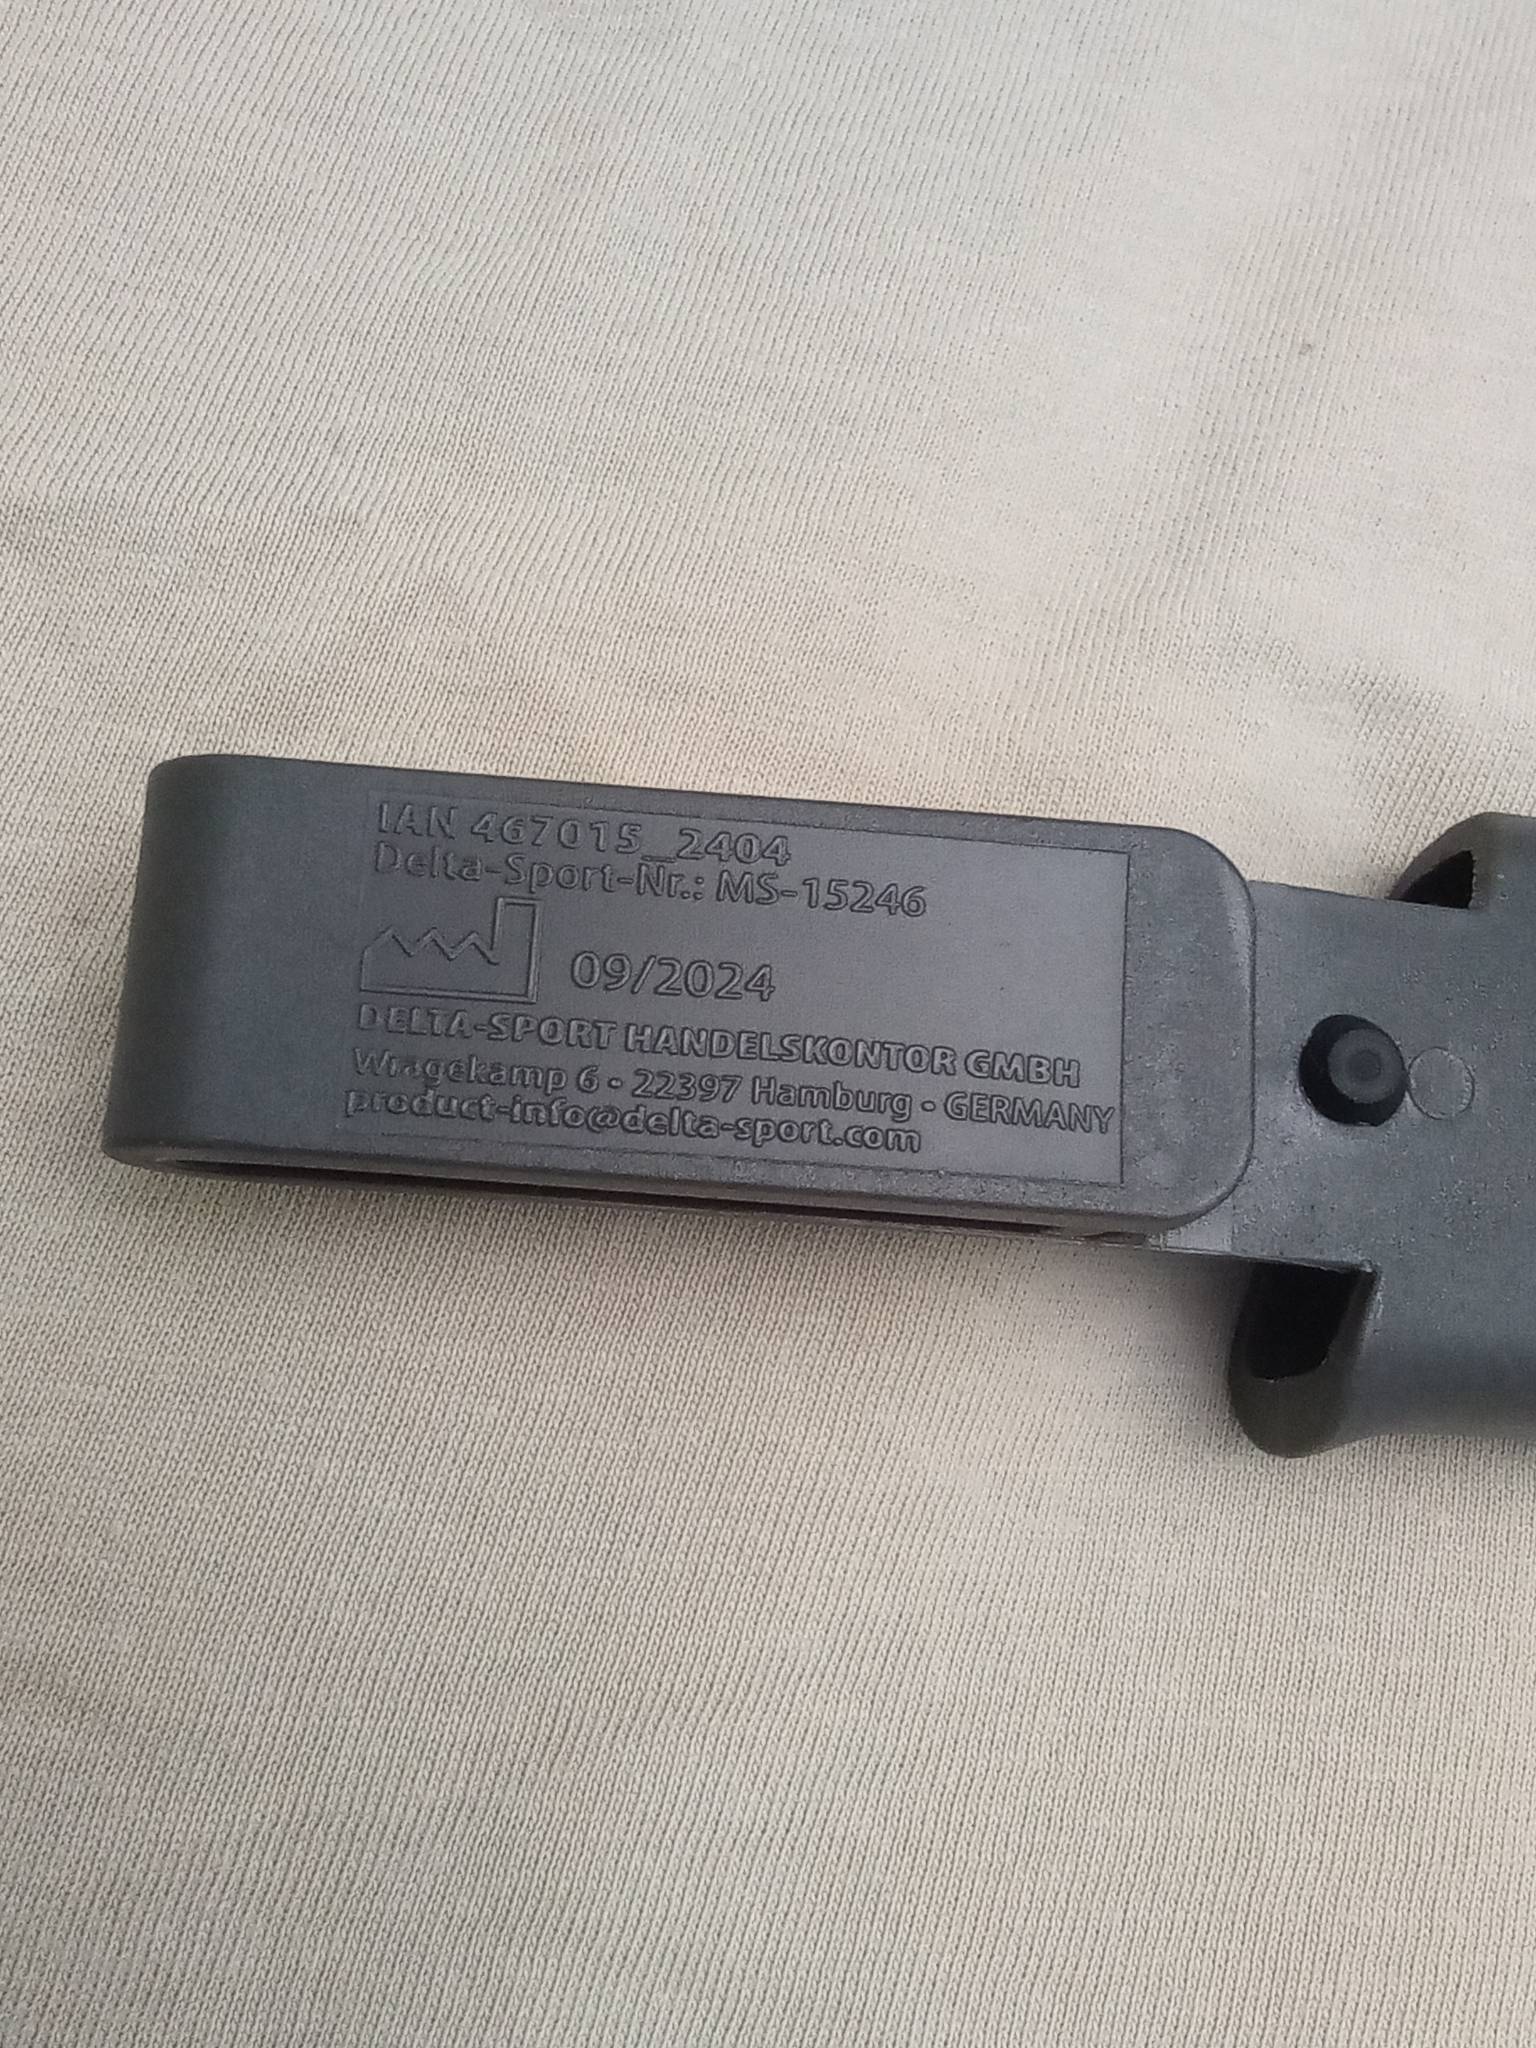 IAN 467015_2404
Delta-Sport-Nr.: MS-15246
09/2024
DELTA-SPORT HANDELSKONTOR GMBH
Wragekamp 6 • 22397 Hamburg • GERMANY
product-info@delta-sport.com